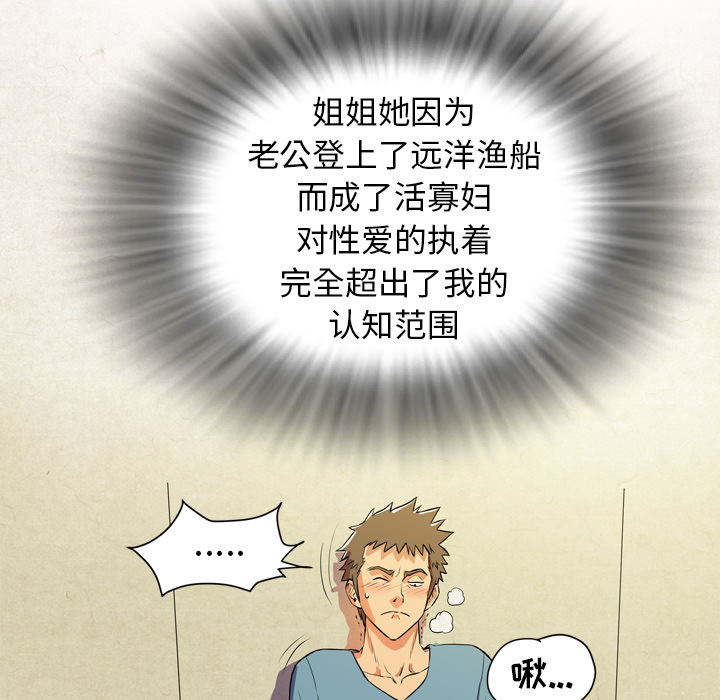 姐姐她因为
老公登上了远洋渔船
而成了活寡妇
对性爱的执着
完全超出了我的
认知范围
·····
啾...